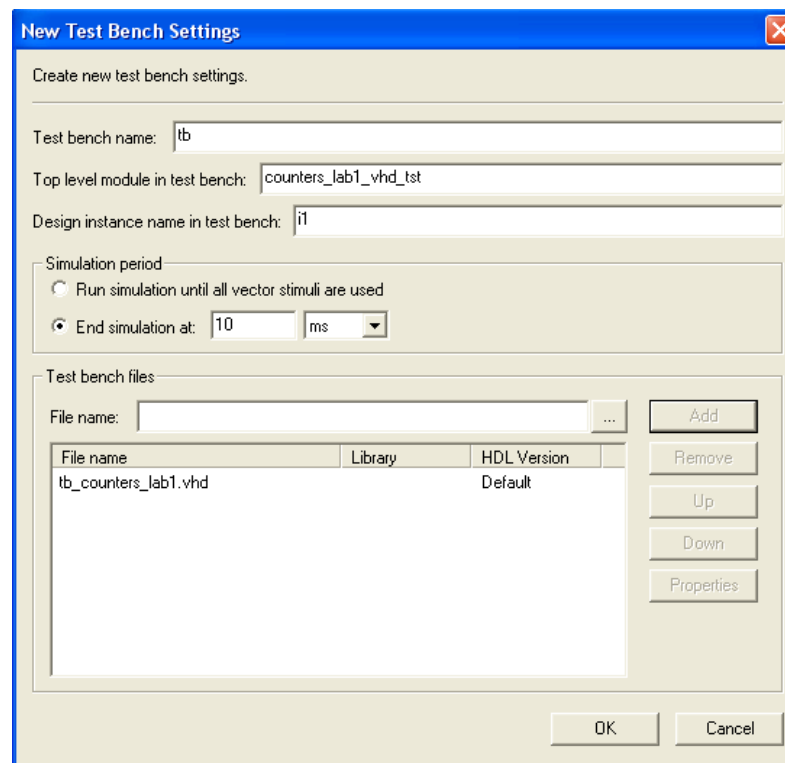 New Test Bench Settings
Create new test bench settings.
Test bench name: tb
Top level module in test bench: counters_lab1_vhd_tst
Design instance name in test bench: i1
Simulation period
Run simulation until all vector stimuli are used
End simulation at: 10 ms
Test bench files
File name: ... Add
File name Library HDL Version Remove
tb_counters_lab1.vhd Default
Up
Down
Properties
OK Cancel